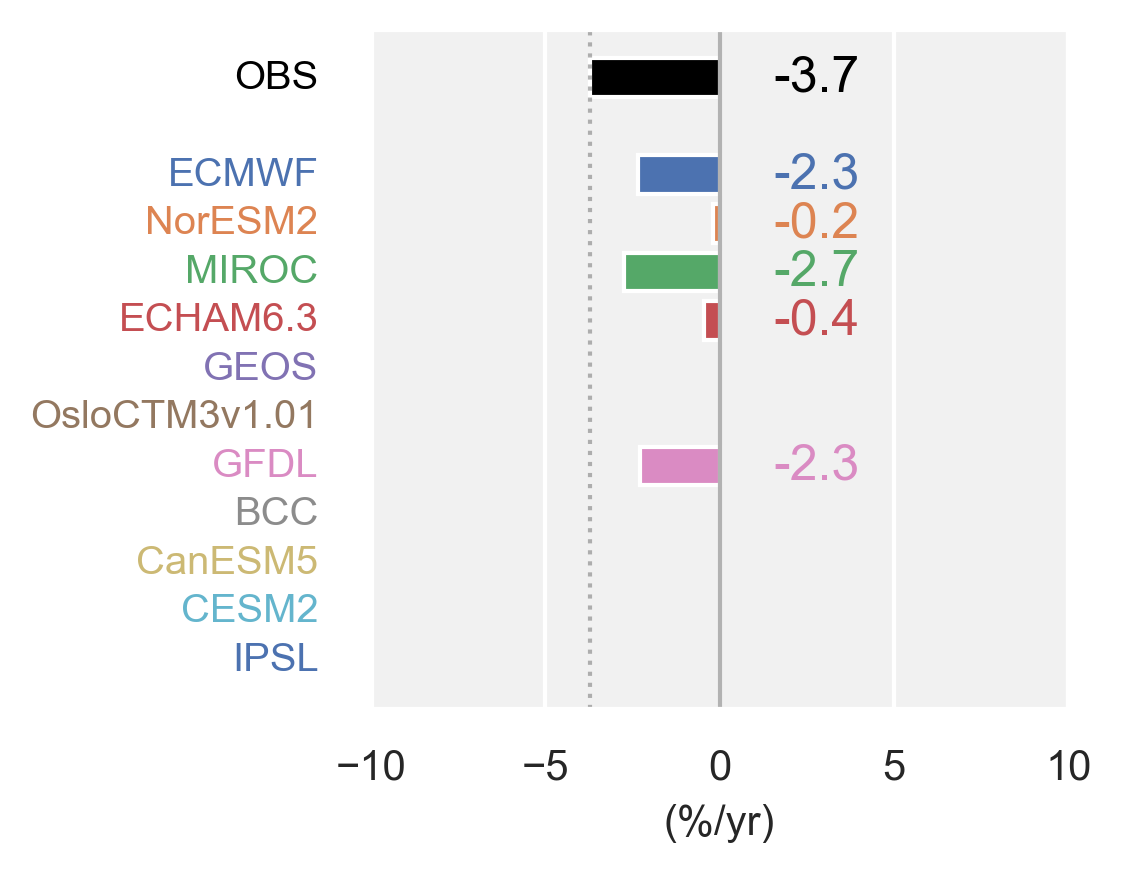 OBS -3.7
ECMWF -2.3
NorESM2 -0.2
MIROC -2.7
ECHAM6.3 -0.4
GEOS
OsloCTM3v1.01
GFDL -2.3
BCC
CanESM5
CESM2
IPSL
−10 −5 0 5 10
(%/yr)